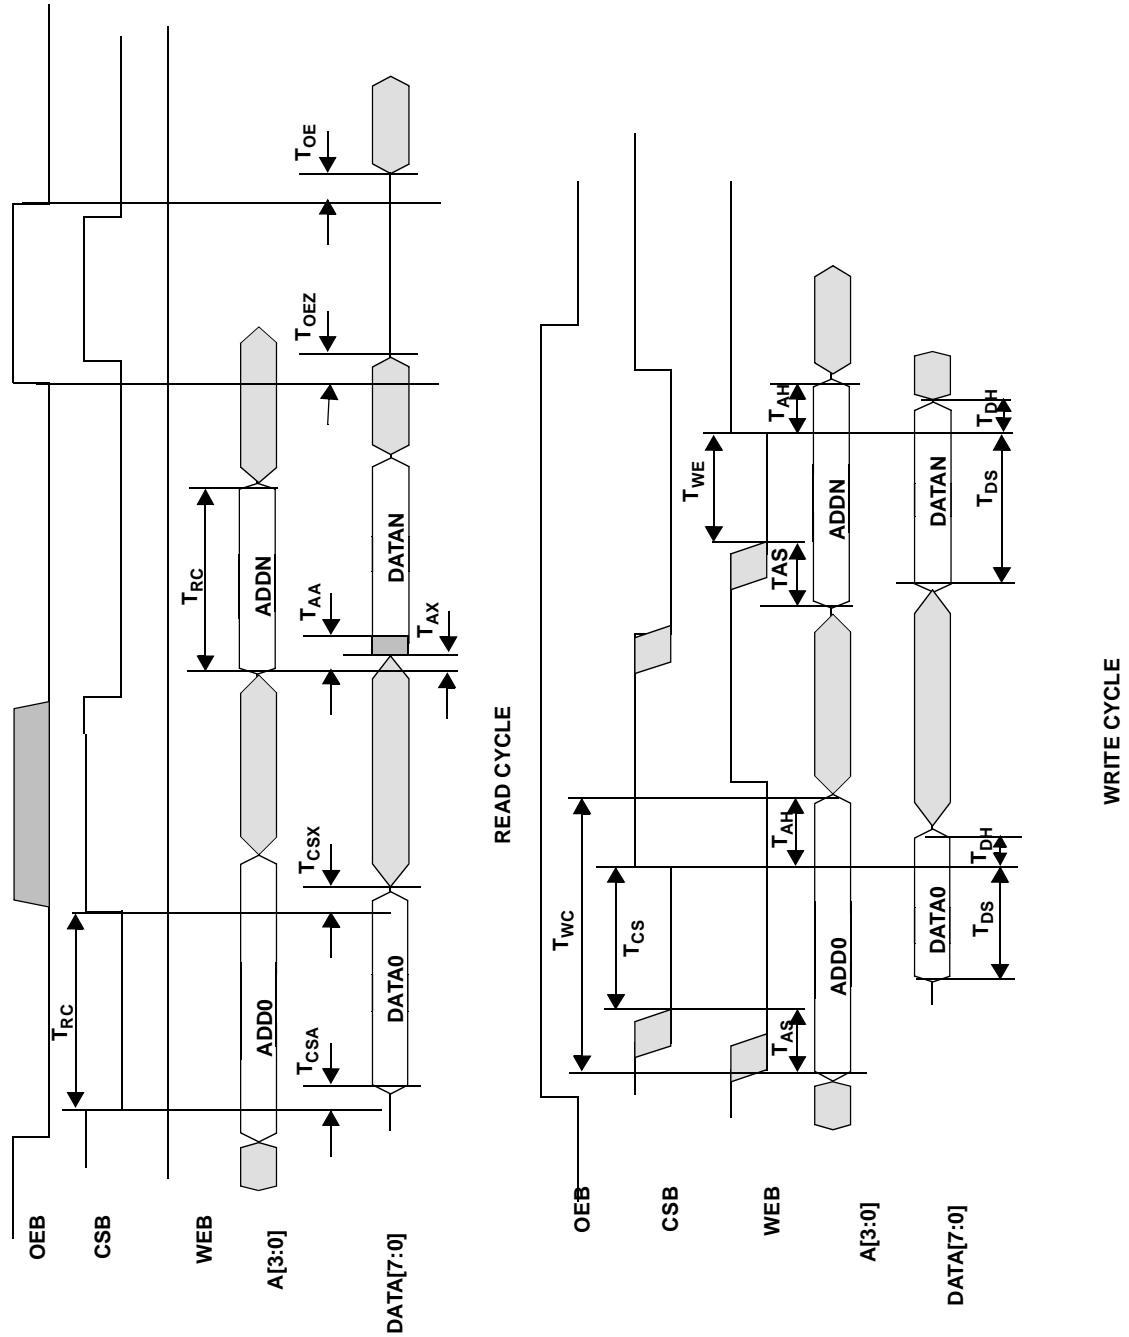 OEB
TRC
CSB
WEB
TRC
A[3:0]
ADD0
ADDN
TCSA
TCSX
TAA
TOEZ
TOE
DATA[7:0]
DATA0
DATAN
TAX
READ CYCLE
OEB
TWC
TCS
CSB
TWE
WEB
TAS
TAH
TAS
TAH
A[3:0]
ADD0
ADDN
DATA[7:0]
DATA0
DATAN
TDS
TDH
TDS
TDH
WRITE CYCLE